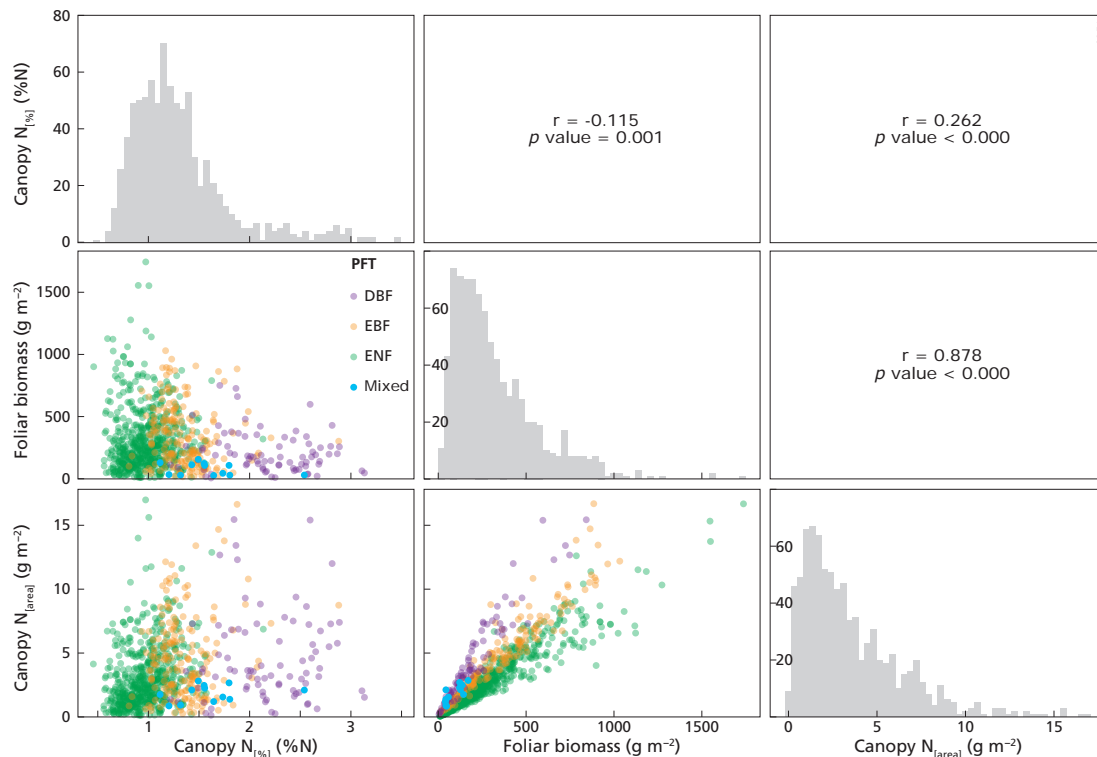 Canopy N[%] (%N)
80
60
40
20
0
r = -0.115
p value = 0.001
r = 0.262
p value < 0.000
Foliar biomass (g m−2)
1500
1000
500
0
PFT
DBF
EBF
ENF
Mixed
60
40
20
r = 0.878
p value < 0.000
Canopy N[area] (g m−2)
15
10
5
0
60
40
20
1
2
3
0
500
1000
1500
0
5
10
15
Canopy N[%] (%N)
Foliar biomass (g m−2)
Canopy N[area] (g m−2)